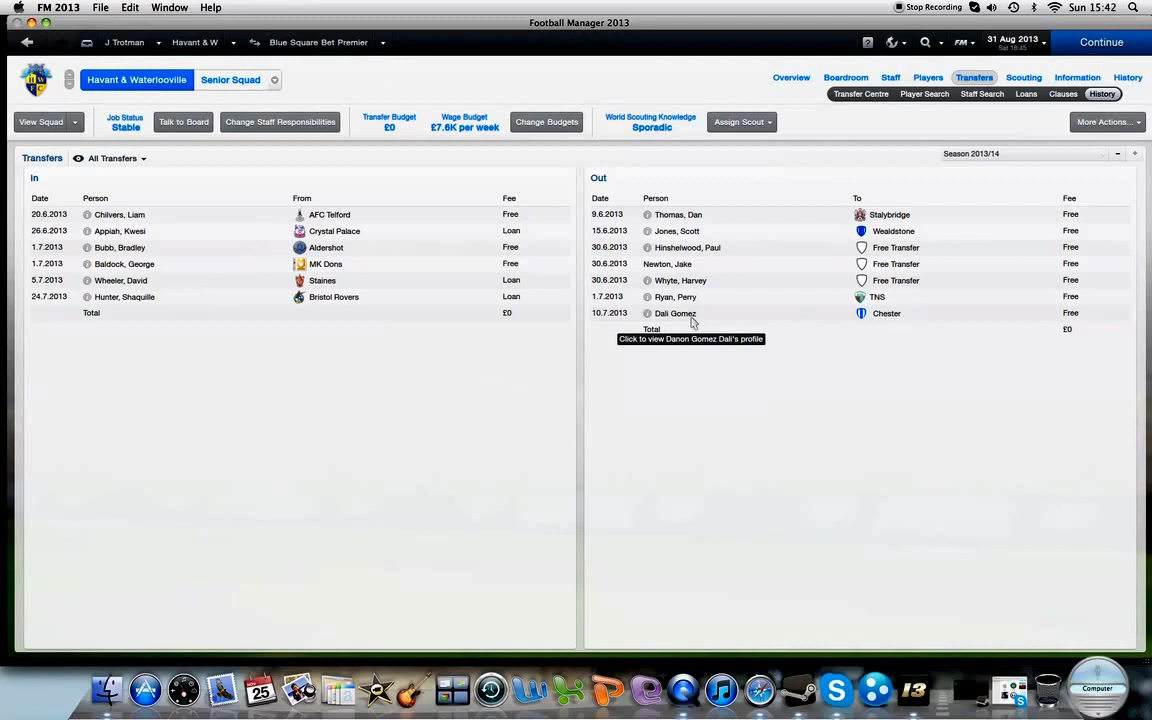 FM 2013 File Edit Window Help Stop Recording Sun 15:42
Football Manager 2013
J Trotman Havant & W Blue Square Bet Premier ? FM 31 Aug 2013 Continue
Sat 18:45
Havant & Waterlooville Senior Squad Overview Boardroom Staff Players Transfers Scouting Information History
Transfer Centre Player Search Staff Search Loans Clauses History
View Squad Job Status Talk to Board Change Staff Responsibilities Transfer Budget Wage Budget Change Budgets World Scouting Knowledge Assign Scout More Actions...
Stable £0 £7.6K per week Sporadic
Transfers All Transfers Season 2013/14 - +
In
Date Person From Fee
20.6.2013 Chilvers, Liam AFC Telford Free
26.6.2013 Appiah, Kwesi Crystal Palace Loan
1.7.2013 Bubb, Bradley Aldershot Free
1.7.2013 Baldock, George MK Dons Free
5.7.2013 Wheeler, David Staines Loan
24.7.2013 Hunter, Shaquille Bristol Rovers Loan
Total £0
Out
Date Person To Fee
9.6.2013 Thomas, Dan Stalybridge Free
15.6.2013 Jones, Scott Wealdstone Free
30.6.2013 Hinshelwood, Paul Free Transfer Free
30.6.2013 Newton, Jake Free Transfer Free
30.6.2013 Whyte, Harvey Free Transfer Free
1.7.2013 Ryan, Perry TNS Free
10.7.2013 Dali Gomez Chester Free
Total £0
Click to view Danon Gomez Dali's profile
NOV
25
13
Computer